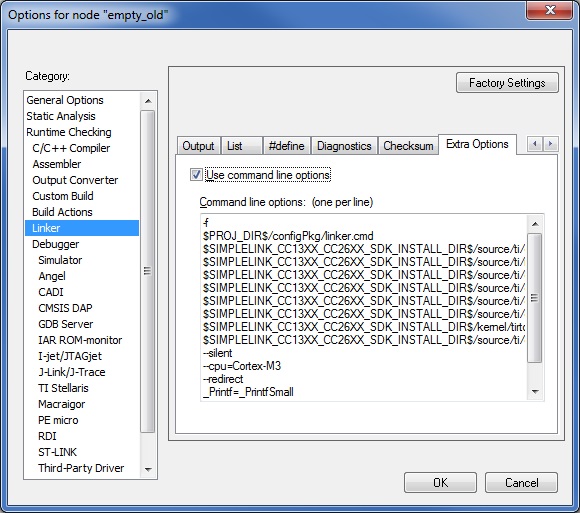 Options for node "empty_old"
Category:
Factory Settings
General Options
Static Analysis
Runtime Checking
C/C++ Compiler
Assembler
Output Converter
Custom Build
Build Actions
Linker
Debugger
Simulator
Angel
CADI
CMSIS DAP
GDB Server
IAR ROM-monitor
I-jet/JTAGjet
J-Link/J-Trace
TI Stellaris
Macraigor
PE micro
RDI
ST-LINK
Third-Party Driver
Output List #define Diagnostics Checksum Extra Options
Use command line options
Command line options: (one per line)
-f
$PROJ_DIR$/configPkg/linker.cmd
$SIMPLELINK_CC13XX_CC26XX_SDK_INSTALL_DIR$/source/ti/
$SIMPLELINK_CC13XX_CC26XX_SDK_INSTALL_DIR$/source/ti/
$SIMPLELINK_CC13XX_CC26XX_SDK_INSTALL_DIR$/source/ti/
$SIMPLELINK_CC13XX_CC26XX_SDK_INSTALL_DIR$/source/ti/
$SIMPLELINK_CC13XX_CC26XX_SDK_INSTALL_DIR$/source/ti/
$SIMPLELINK_CC13XX_CC26XX_SDK_INSTALL_DIR$/source/ti/
$SIMPLELINK_CC13XX_CC26XX_SDK_INSTALL_DIR$/kernel/tirto
$SIMPLELINK_CC13XX_CC26XX_SDK_INSTALL_DIR$/source/ti/
--silent
--cpu=Cortex-M3
--redirect
_Printf=_PrintfSmall
OK
Cancel